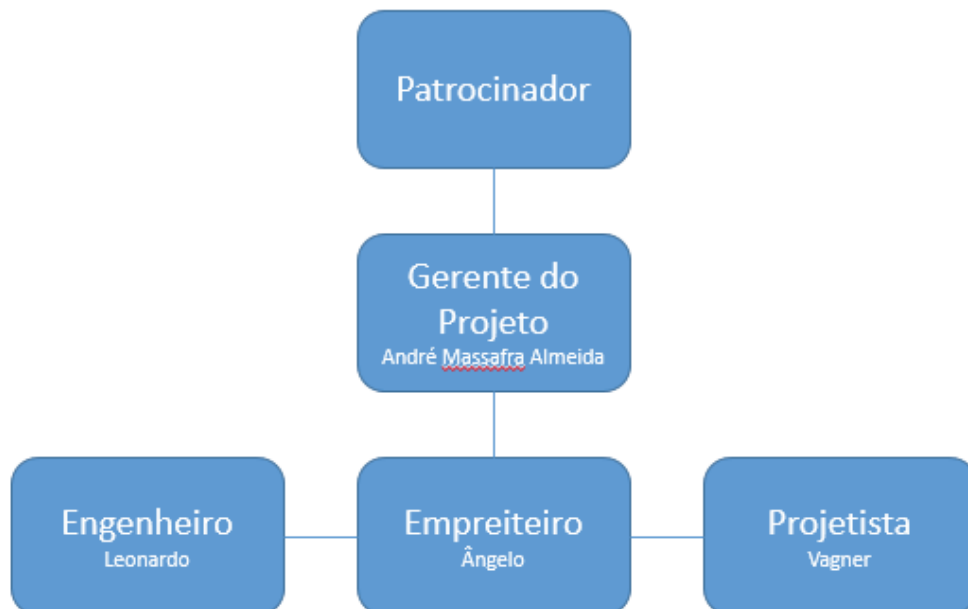 Patrocinador
Gerente do
Projeto
André Massafra Almeida
Engenheiro
Leonardo
Empreiteiro
Ângelo
Projetista
Vagner